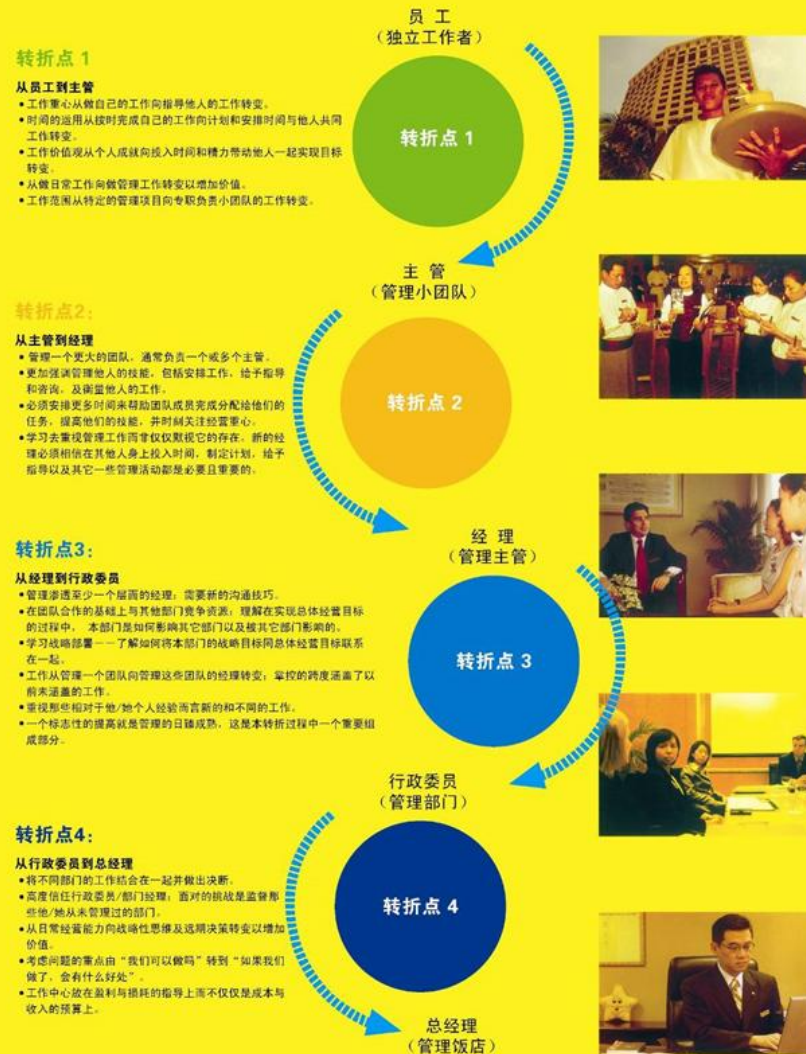 员 工
（独立工作者）
转折点 1
从员工到主管
•工作重心从做自己的工作向指导他人的工作转变。
•时间的运用从按时完成自己的工作向计划和安排时间与他人共同
工作转变。
•工作价值观从个人成就向投入时间和精力带动他人一起实现目标
转变。
•从做日常工作向做管理工作转变以增加价值。
•工作范围从特定的管理项目向专职负责小团队的工作转变。
转折点 1
主 管
（管理小团队）
转折点2：
从主管到经理
• 管理一个更大的团队，通常负责一个或多个主管。
•更加强调管理他人的技能，包括安排工作，给予指导
和咨询，及衡量他人的工作。
•必须安排更多时间来帮助团队成员完成分配给他们的
任务，提高他们的技能，并时刻关注经营重心。
•学习去重视管理工作而非仅仅默视它的存在，新的经
理必须相信在其他人身上投入时间，制定计划，给予
指导以及其它一些管理活动都是必要且重要的。
转折点 2
经 理
（管理主管）
转折点3：
从经理到行政委员
•管理渗透至少一个层面的经理；需要新的沟通技巧。
•在团队合作的基础上与其他部门竞争资源；理解在实现总体经营目标
的过程中， 本部门是如何影响其它部门以及被其它部门影响的。
•学习战略部署－－了解如何将本部门的战略目标同总体经营目标联系
在一起。
•工作从管理一个团队向管理这些团队的经理转变；掌控的跨度涵盖了以
前未涵盖的工作。
•重视那些相对于他/她个人经验而言新的和不同的工作。
•一个标志性的提高就是管理的日臻成熟，这是本转折过程中一个重要组
成部分。
转折点 3
行政委员
（管理部门）
转折点4：
从行政委员到总经理
•将不同部门的工作结合在一起并做出决断。
•高度信任行政委员/部门经理；面对的挑战是监督那
些他/她从未管理过的部门。
•从日常经营能力向战略性思维及远期决策转变以增加
价值。
•考虑问题的重点由“我们可以做吗”转到“如果我们
做了，会有什么好处”。
•工作中心放在盈利与损耗的指导上而不仅仅是成本与
收入的预算上。
转折点 4
总经理
（管理饭店）